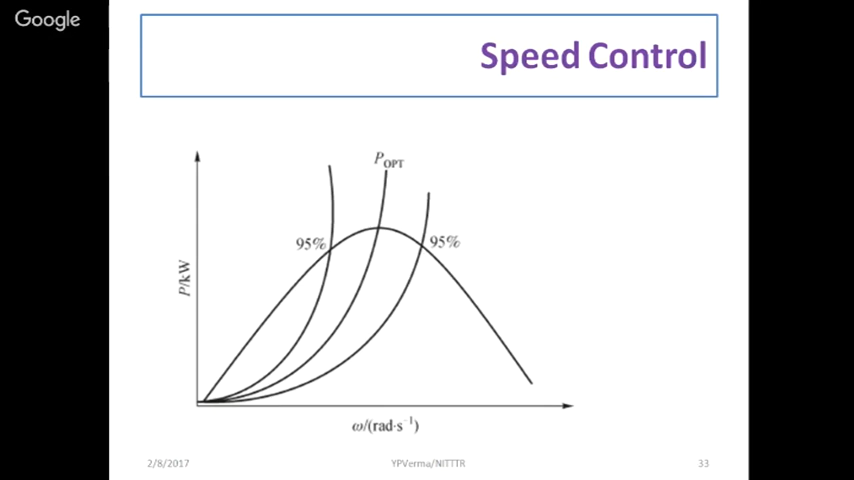 Google
Speed Control
P_OPT
95%
95%
P/kW
ω/(rad·s⁻¹)
2/8/2017
YPVerma/NITTTR
33